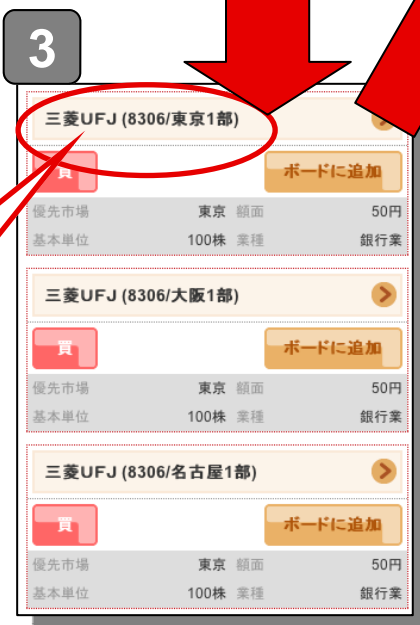 3
三菱UFJ (8306/東京1部)
買 ボードに追加
優先市場 東京 額面 50円
基本単位 100株 業種 銀行業
三菱UFJ (8306/大阪1部)
買 ボードに追加
優先市場 東京 額面 50円
基本単位 100株 業種 銀行業
三菱UFJ (8306/名古屋1部)
買 ボードに追加
優先市場 東京 額面 50円
基本単位 100株 業種 銀行業